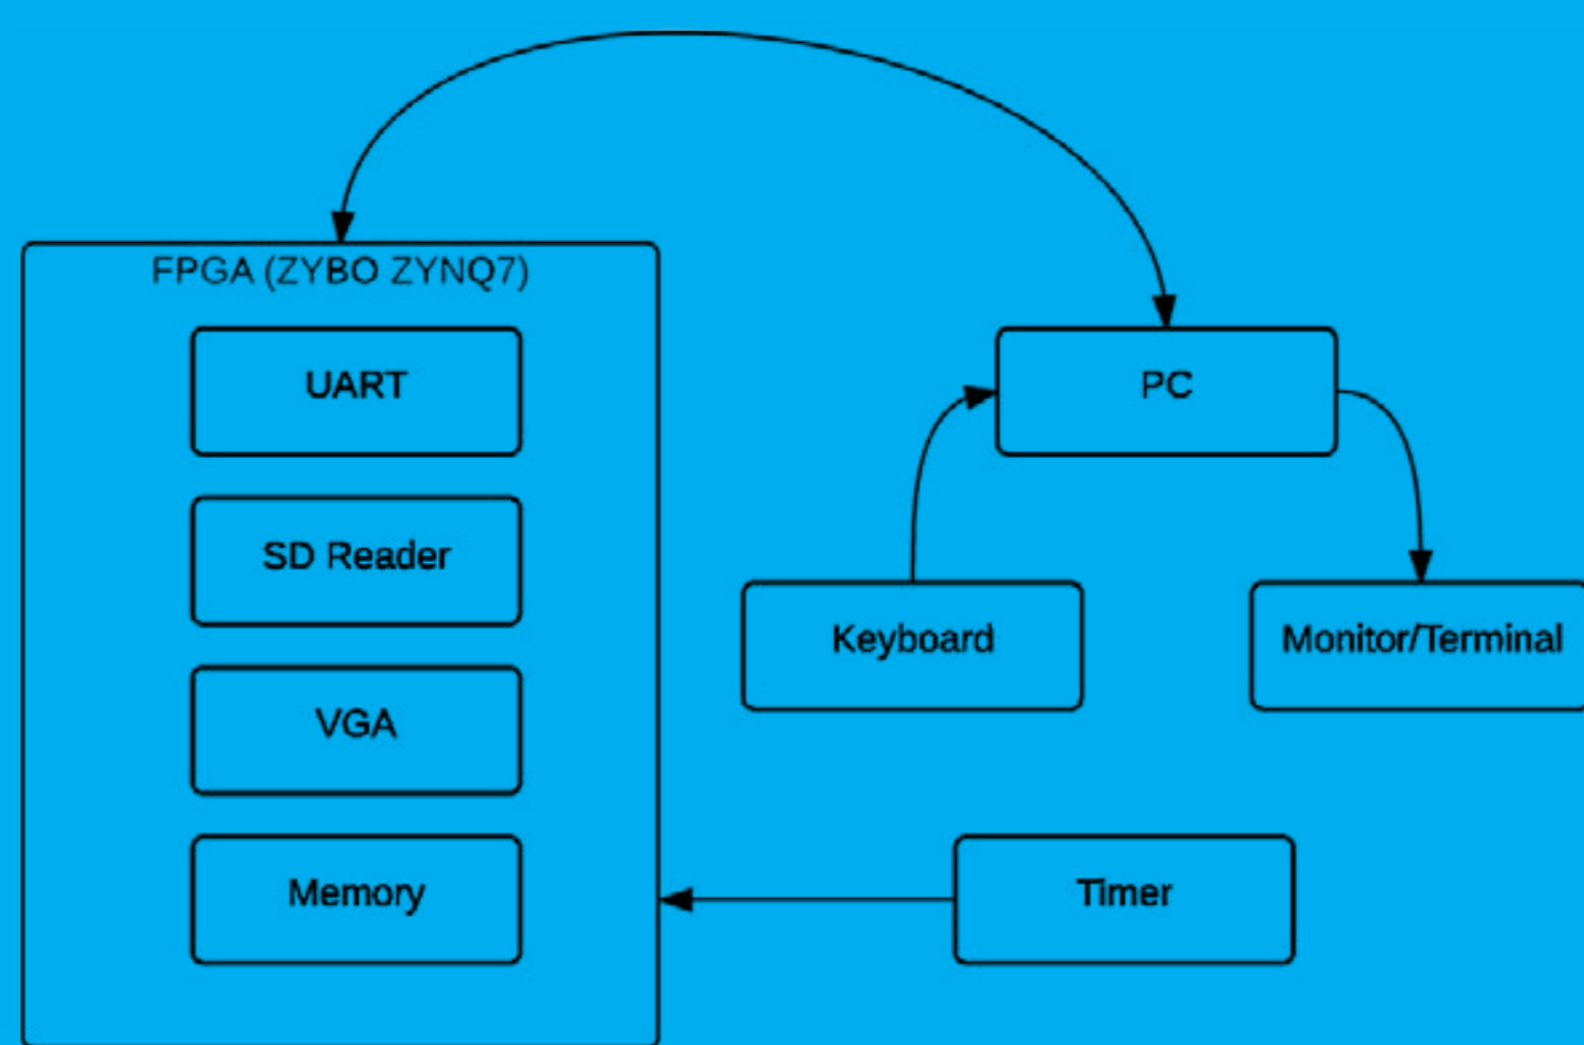 FPGA (ZYBO ZYNQ7)
UART
PC
SD Reader
Keyboard
Monitor/Terminal
VGA
Memory
Timer